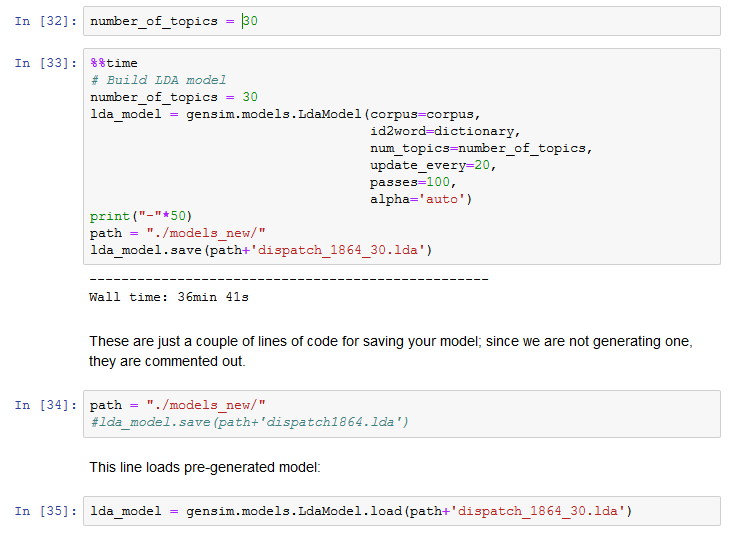 In [32]: number_of_topics = 30
In [33]: %%time
# Build LDA model
number_of_topics = 30
lda_model = gensim.models.LdaModel(corpus=corpus,
id2word=dictionary,
num_topics=number_of_topics,
update_every=20,
passes=100,
alpha='auto')
print("-"*50)
path = "./models_new/"
lda_model.save(path+'dispatch_1864_30.lda')
--------------------------------------------------
Wall time: 36min 41s
These are just a couple of lines of code for saving your model; since we are not generating one,
they are commented out.
In [34]: path = "./models_new/"
#lda_model.save(path+'dispatch1864.lda')
This line loads pre-generated model:
In [35]: lda_model = gensim.models.LdaModel.load(path+'dispatch_1864_30.lda')